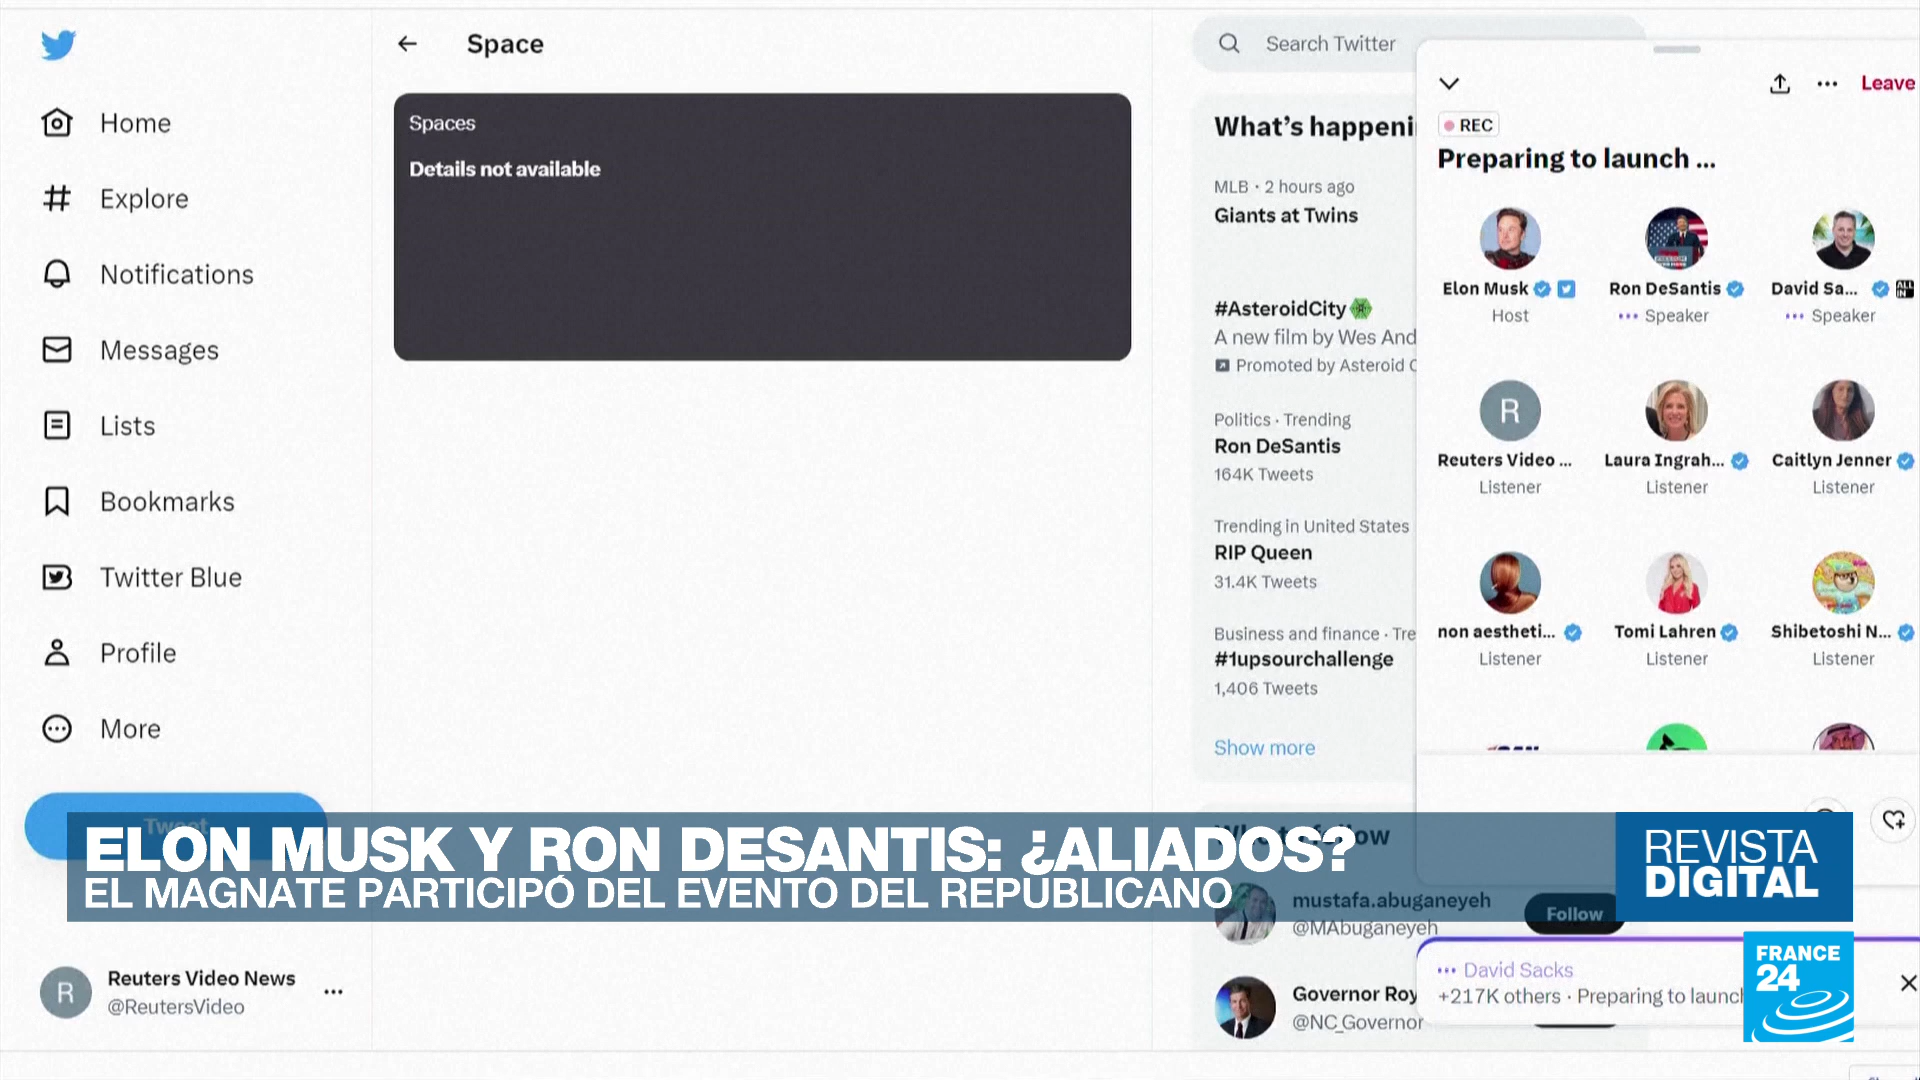 Home
Explore
Notifications
Messages
Lists
Bookmarks
Twitter Blue
Profile
More
Tweet
R
Reuters Video News
@ReutersVideo
Space
Spaces
Details not available
Search Twitter
MLB · 2 hours ago
Giants at Twins
#AsteroidCity
A new film by Wes And
Promoted by Asteroid C
Politics · Trending
Ron DeSantis
164K Tweets
Trending in United States
RIP Queen
31.4K Tweets
Business and finance · Tre
#1upsourchallenge
1,406 Tweets
Show more
mustafa.abuganeyeh
@MAbuganeyeh
Follow
Governor Roy
@NC_Governor
Leave
REC
Preparing to launch ...
Elon Musk
Host
Ron DeSantis
Speaker
David Sa...
ALL IN
Speaker
R
Reuters Video ...
Listener
Laura Ingrah...
Listener
Caitlyn Jenner
Listener
non aestheti...
Listener
Tomi Lahren
Listener
Shibetoshi N...
Listener
David Sacks
+217K others · Preparing to launch
ELON MUSK Y RON DESANTIS: ¿ALIADOS?
EL MAGNATE PARTICIPÓ DEL EVENTO DEL REPUBLICANO
REVISTA
DIGITAL
FRANCE
24